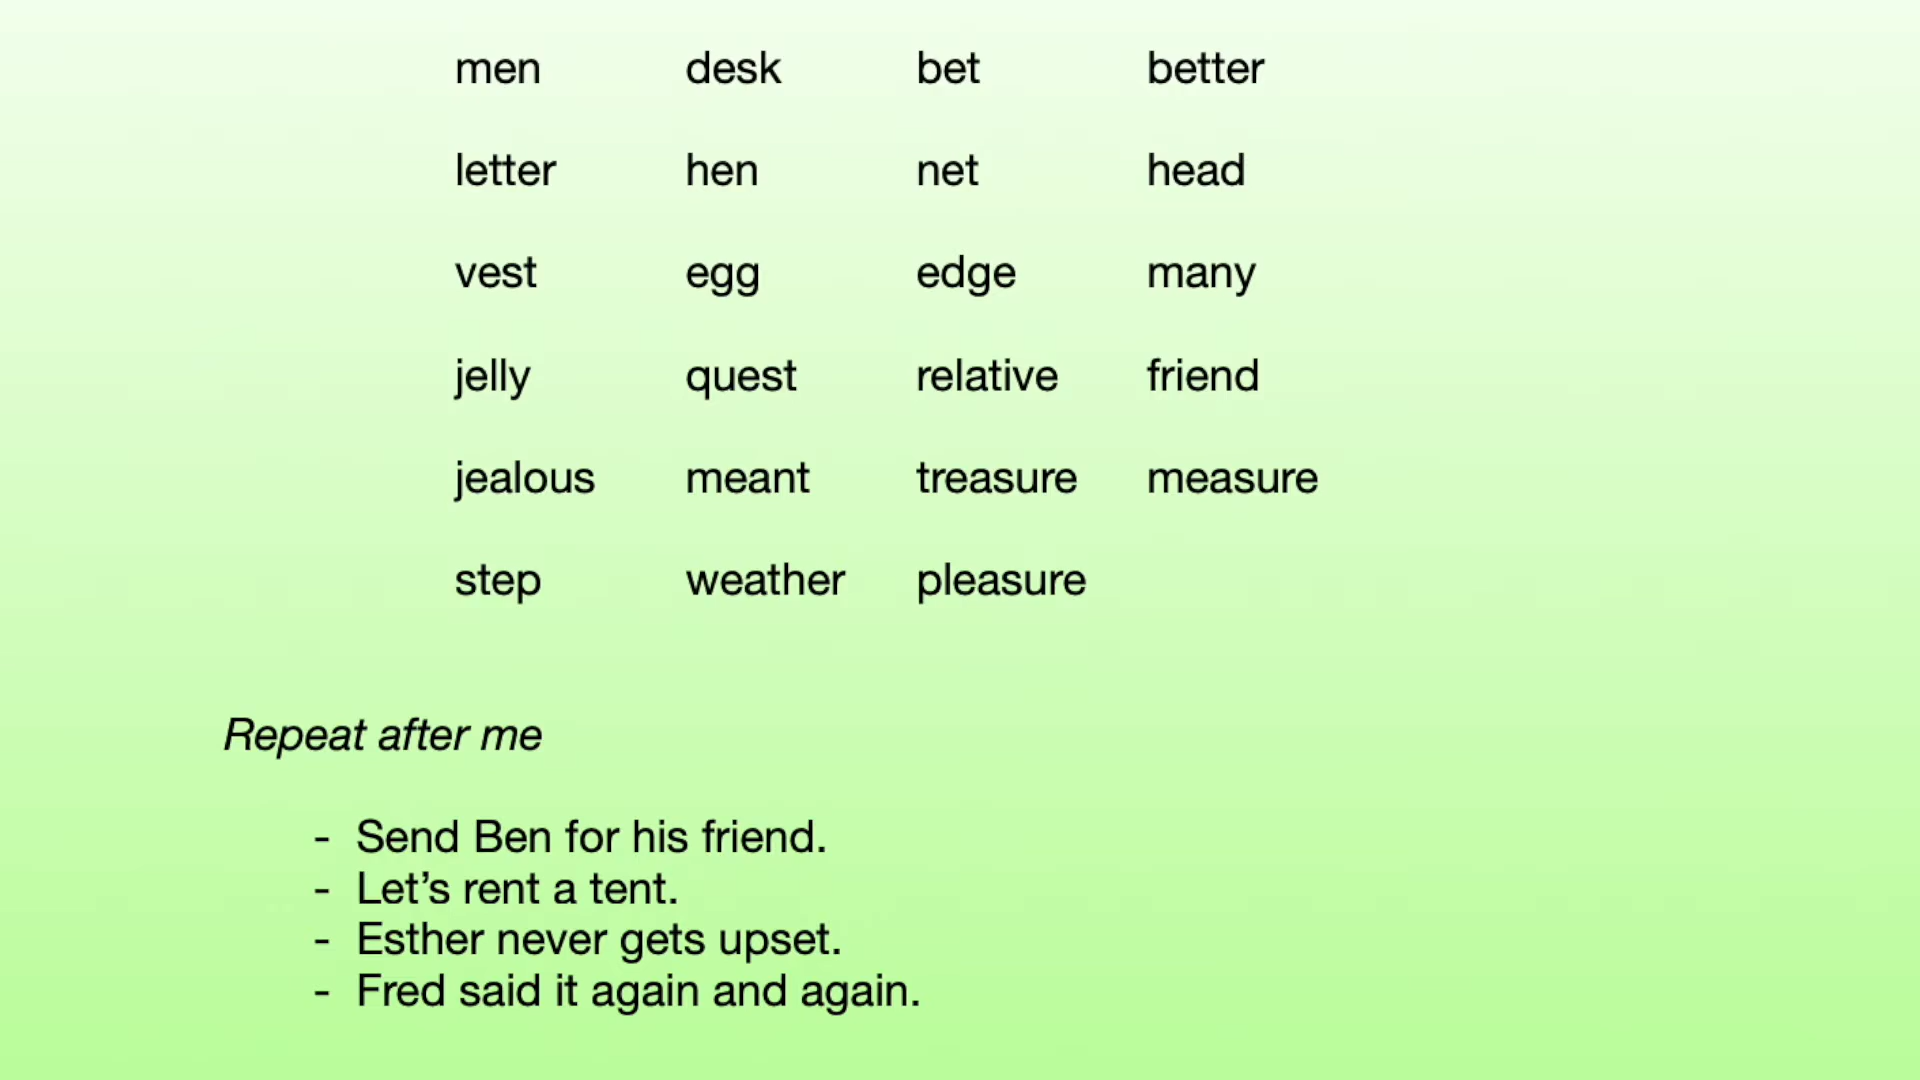 men desk bet better
letter hen net head
vest egg edge many
jelly quest relative friend
jealous meant treasure measure
step weather pleasure
Repeat after me
- Send Ben for his friend.
- Let’s rent a tent.
- Esther never gets upset.
- Fred said it again and again.